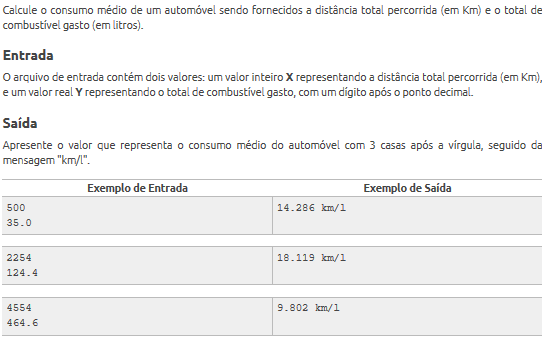 Calcule o consumo médio de um automóvel sendo fornecidos a distância total percorrida (em Km) e o total de
combustível gasto (em litros).
Entrada
O arquivo de entrada contém dois valores: um valor inteiro X representando a distância total percorrida (em Km),
e um valor real Y representando o total de combustível gasto, com um dígito após o ponto decimal.
Saída
Apresente o valor que representa o consumo médio do automóvel com 3 casas após a vírgula, seguido da
mensagem "km/l".
Exemplo de Entrada Exemplo de Saída
500 14.286 km/l
35.0
2254 18.119 km/l
124.4
4554 9.802 km/l
464.6